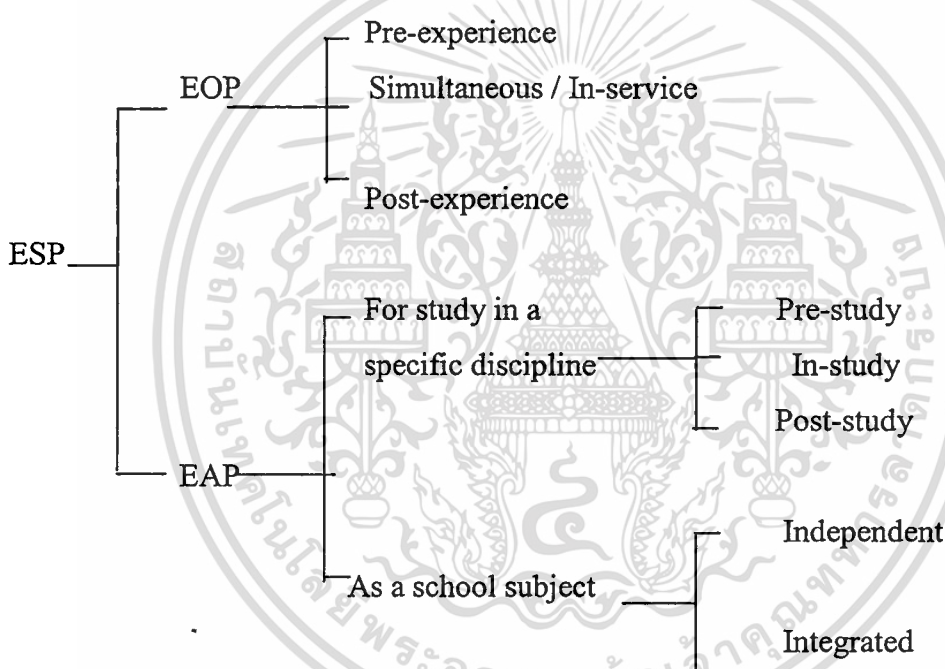 Pre-experience
EOP
Simultaneous / In-service
Post-experience
ESP
For study in a
specific discipline
Pre-study
In-study
Post-study
EAP
As a school subject
Independent
Integrated